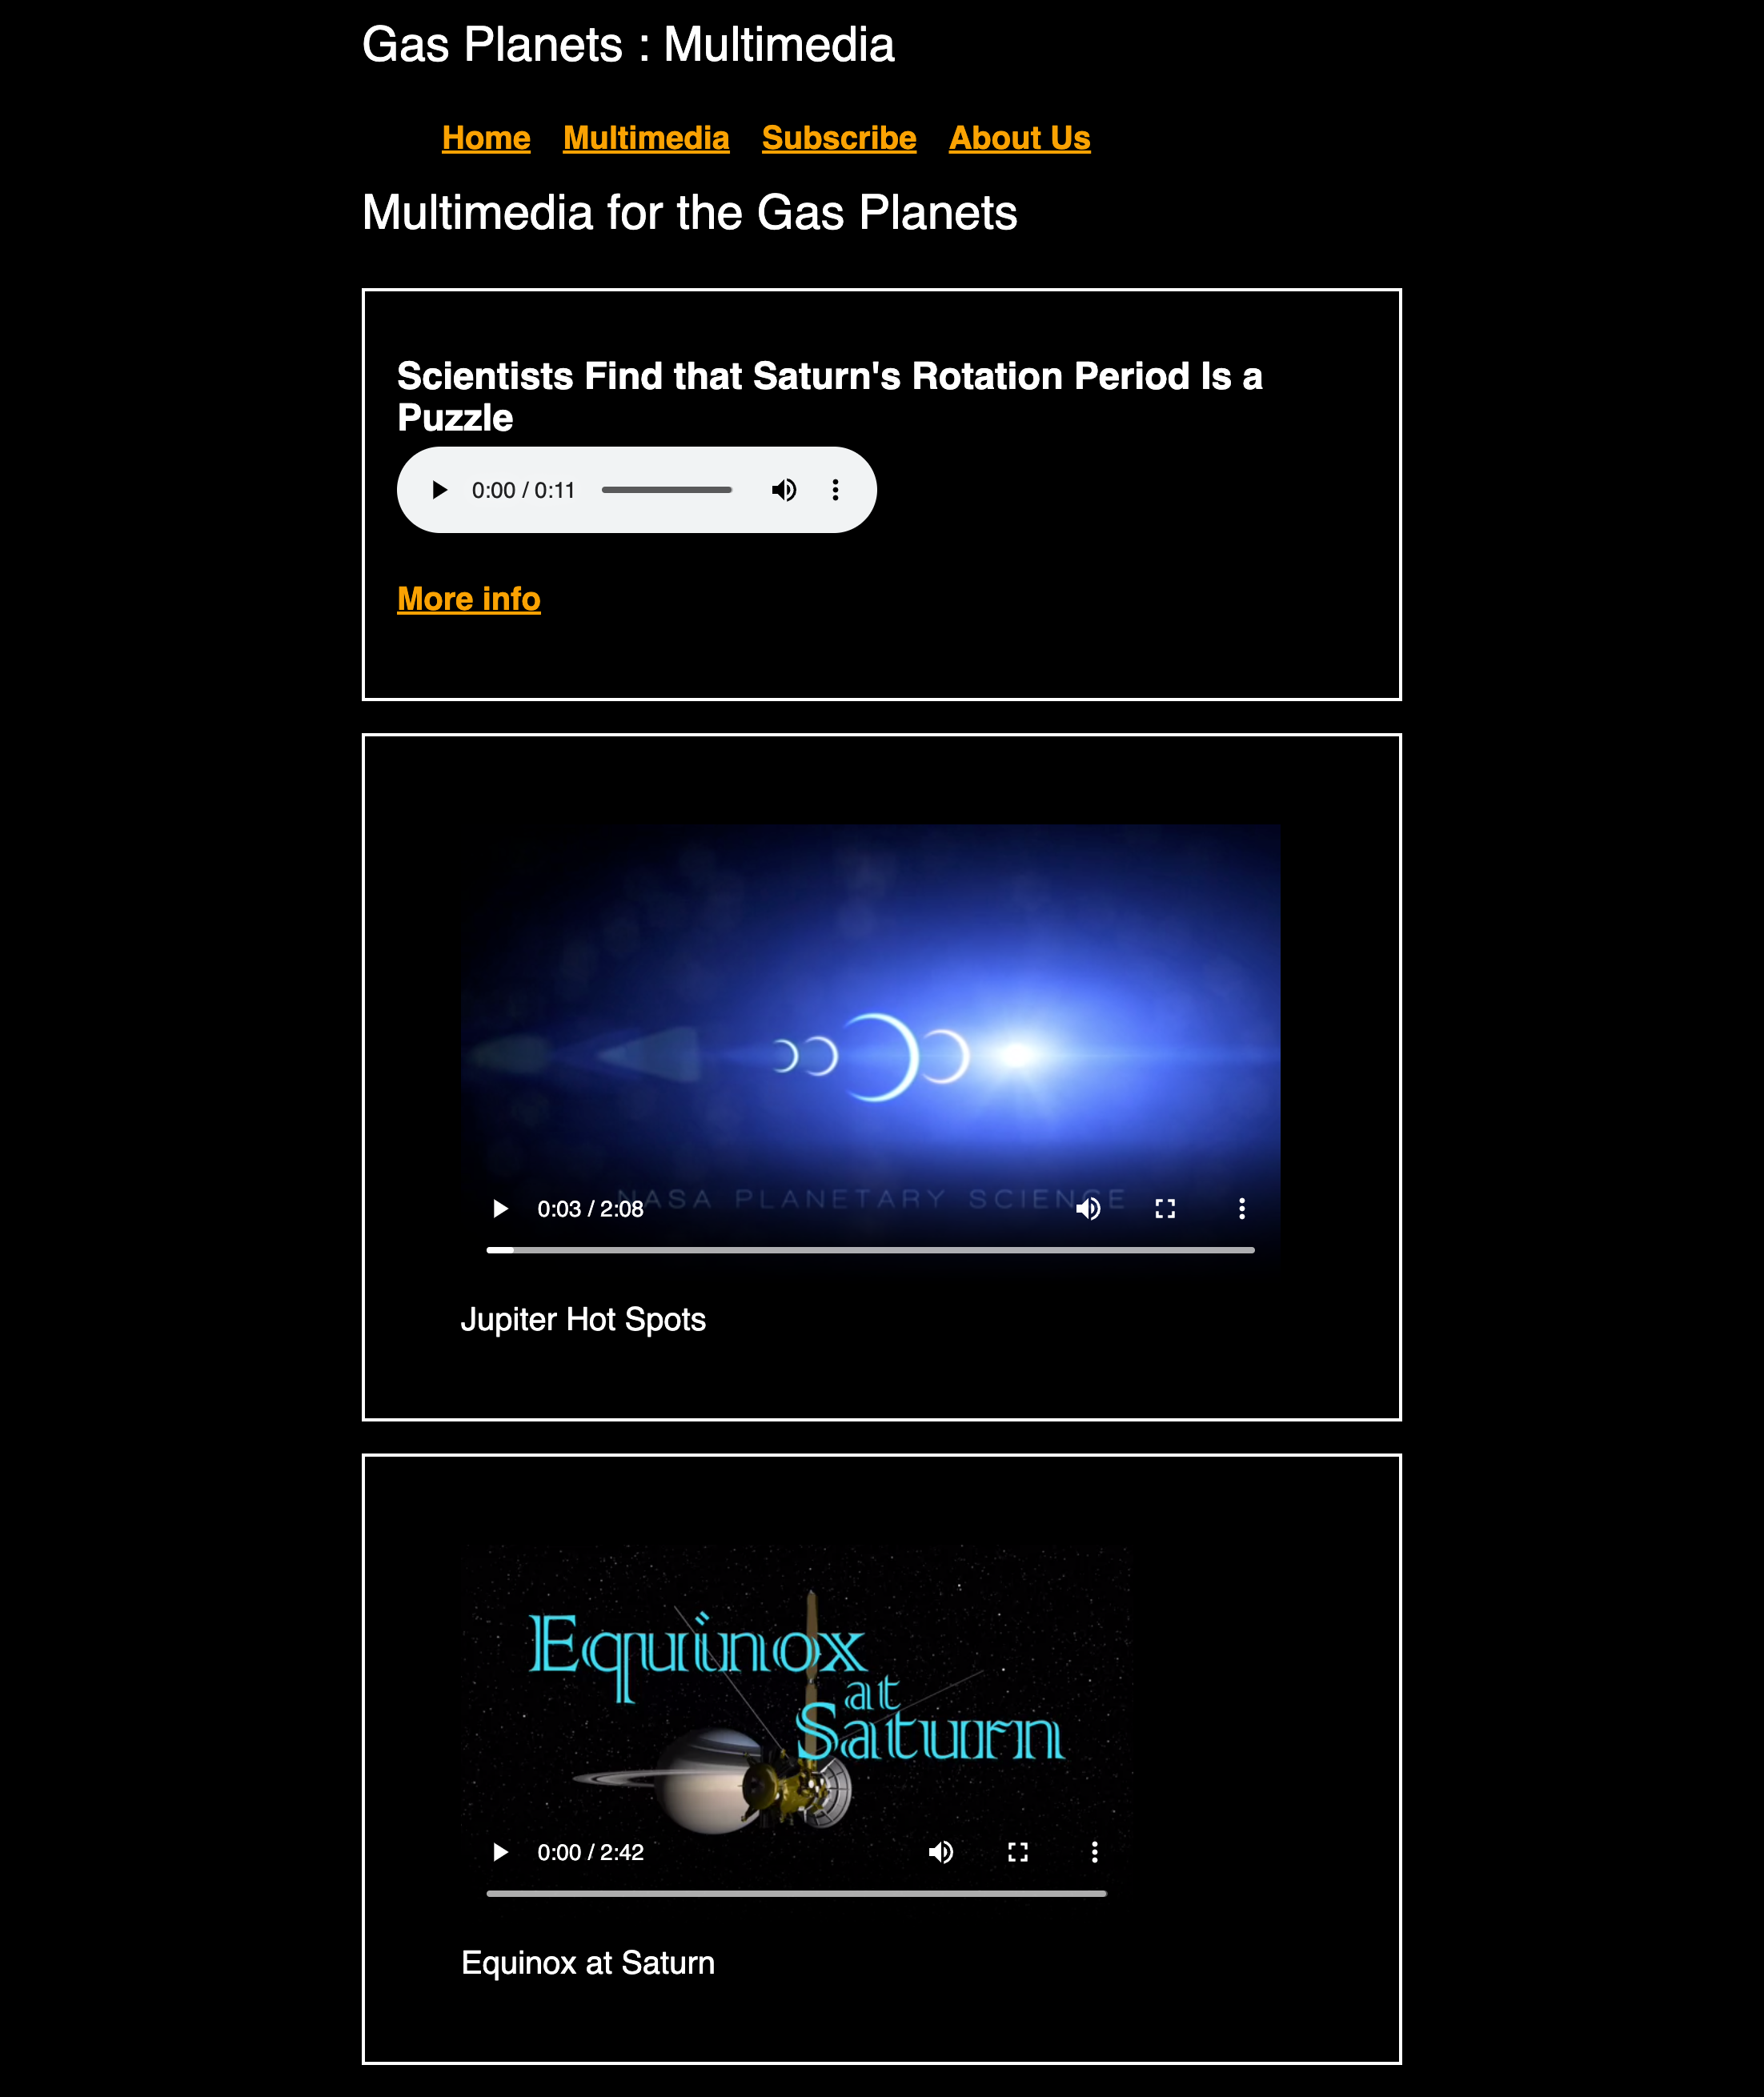 Gas Planets : Multimedia
Home Multimedia Subscribe About Us
Multimedia for the Gas Planets
Scientists Find that Saturn's Rotation Period Is a
Puzzle
0:00 / 0:11
More info
NASA PLANETARY SCIENCE
0:03 / 2:08
Jupiter Hot Spots
Equinox
at
Saturn
0:00 / 2:42
Equinox at Saturn